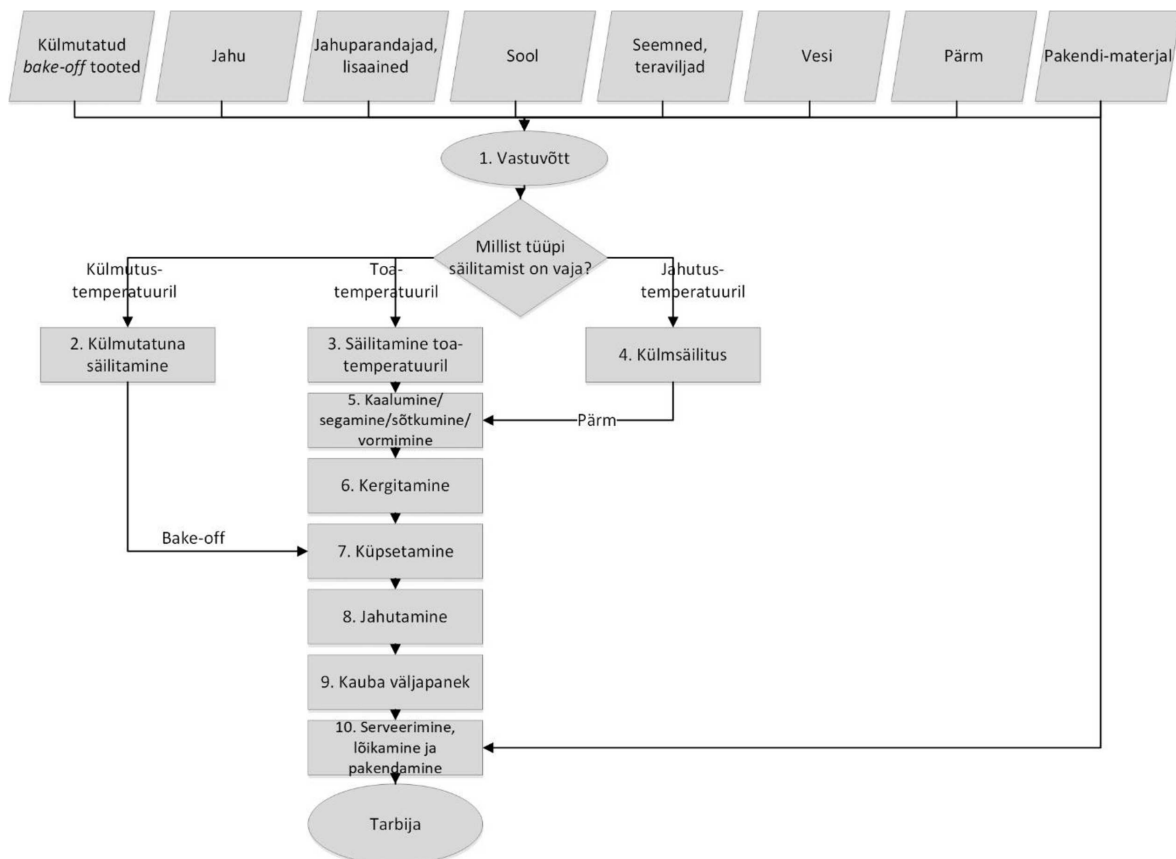 Külmutatud
bake-off tooted
Jahu
Jahuparandajad,
lisaained
Sool
Seemned,
teraviljad
Vesi
Pärm
Pakendi-materjal
1. Vastuvõtt
Millist tüüpi
säilitamist on vaja?
Külmutus-
temperatuuril
Toa-
temperatuuril
Jahutus-
temperatuuril
2. Külmutatuna
säilitamine
3. Säilitamine toa-
temperatuuril
4. Külmsäilitus
5. Kaalumine/
segamine/sõtkumine/
vormimine
Pärm
6. Kergitamine
Bake-off
7. Küpsetamine
8. Jahutamine
9. Kauba väljapanek
10. Serveerimine,
lõikamine ja
pakendamine
Tarbija